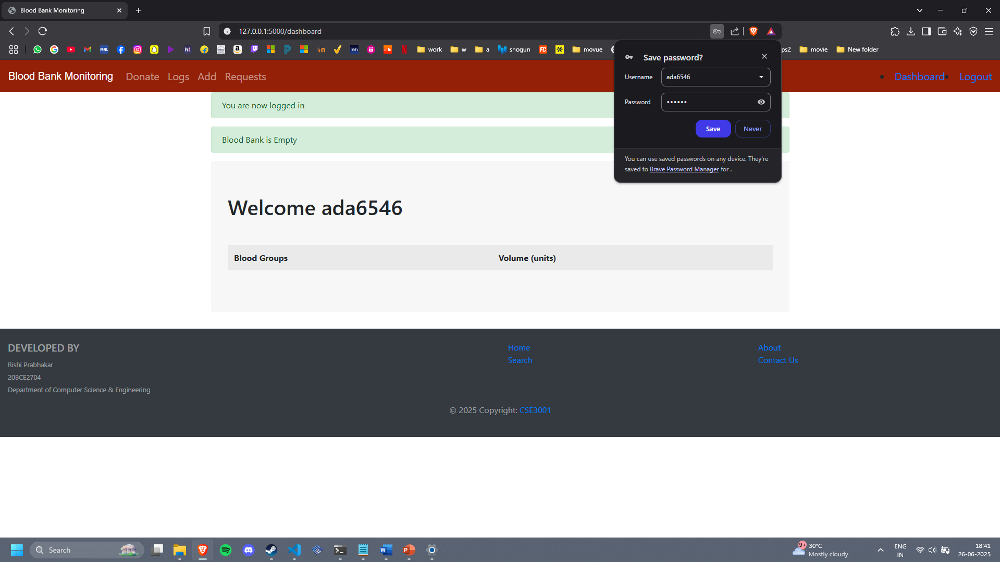 Blood Bank Monitoring
127.0.0.1:5000/dashboard
work
w
a
shogun
movue
ps2
movie
New folder
Save password?
Username
ada6546
Password
••••••
Save
Never
You can use saved passwords on any device. They're
saved to Brave Password Manager for .
Blood Bank Monitoring
Donate
Logs
Add
Requests
Dashboard
Logout
You are now logged in
Blood Bank is Empty
Welcome ada6546
Blood Groups
Volume (units)
DEVELOPED BY
Rishi Prabhakar
20BCE2704
Department of Computer Science & Engineering
Home
Search
About
Contact Us
© 2025 Copyright: CSE3001
Search
9+
30°C
Mostly cloudy
ENG
IN
18:41
26-06-2025